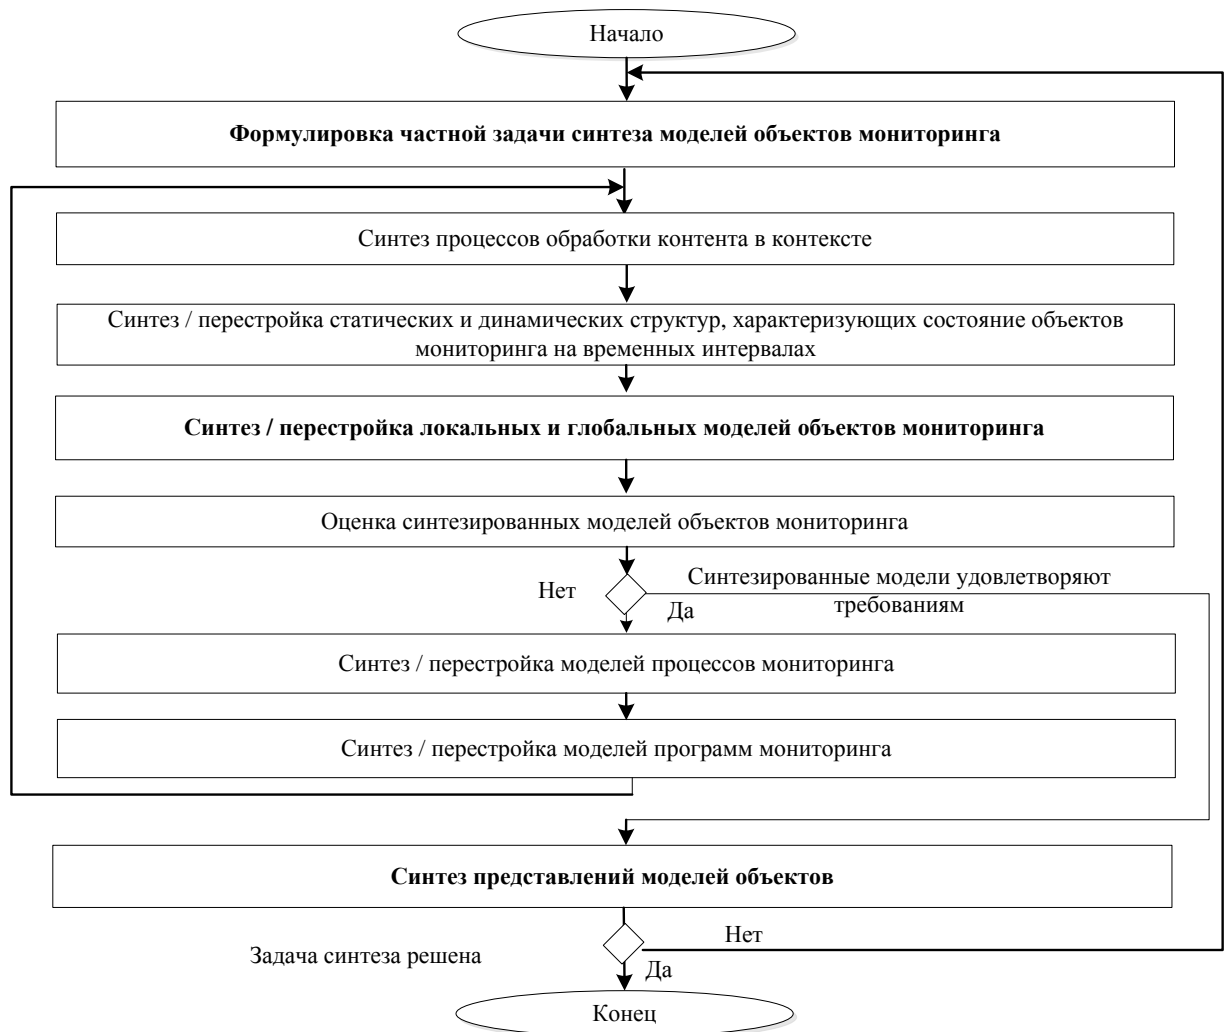 Начало
Формулировка частной задачи синтеза моделей объектов мониторинга
Синтез процессов обработки контента в контексте
Синтез / перестройка статических и динамических структур, характеризующих состояние объектов
мониторинга на временных интервалах
Синтез / перестройка локальных и глобальных моделей объектов мониторинга
Оценка синтезированных моделей объектов мониторинга
Нет
Синтезированные модели удовлетворяют
требованиям
Да
Синтез / перестройка моделей процессов мониторинга
Синтез / перестройка моделей программ мониторинга
Синтез представлений моделей объектов
Нет
Задача синтеза решена
Да
Конец